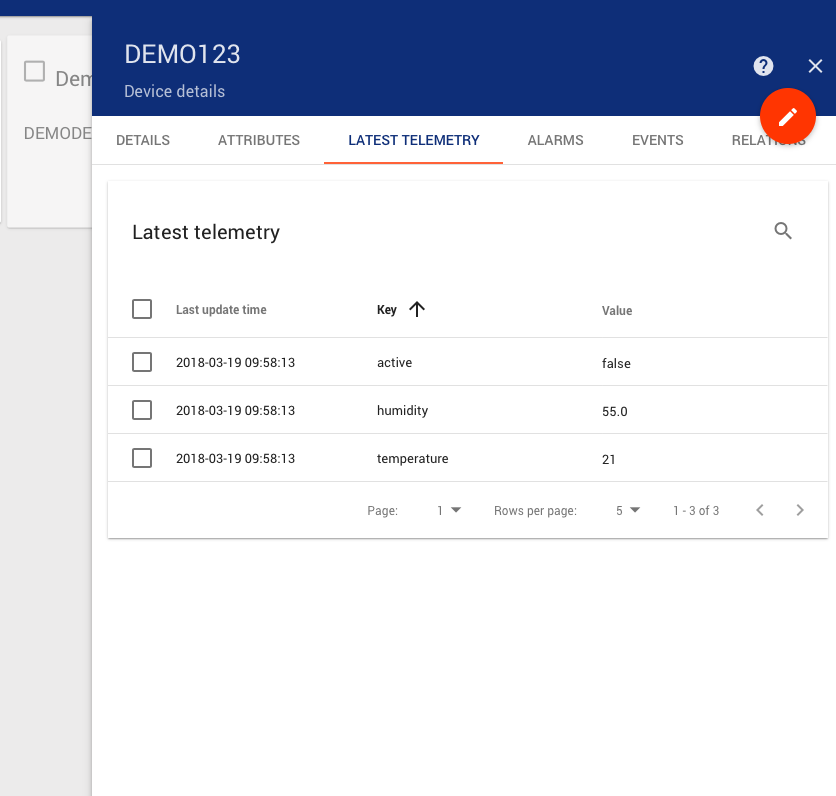 DEMO123
Device details
Dem
DEMODE
DETAILS ATTRIBUTES LATEST TELEMETRY ALARMS EVENTS RELATIONS
Latest telemetry
Last update time Key Value
2018-03-19 09:58:13 active false
2018-03-19 09:58:13 humidity 55.0
2018-03-19 09:58:13 temperature 21
Page: 1 Rows per page: 5 1 - 3 of 3